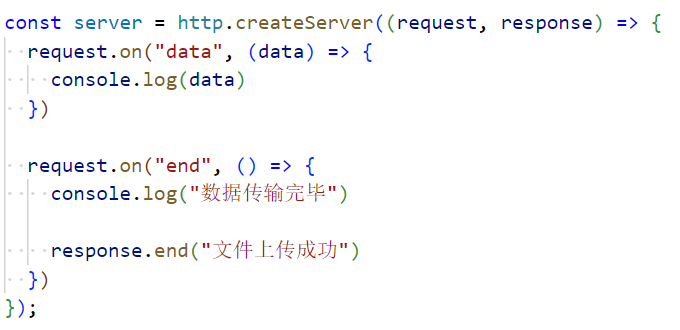 const server = http.createServer((request, response) => {
  request.on("data", (data) => {
    console.log(data)
  })

  request.on("end", () => {
    console.log("数据传输完毕")

    response.end("文件上传成功")
  })
});